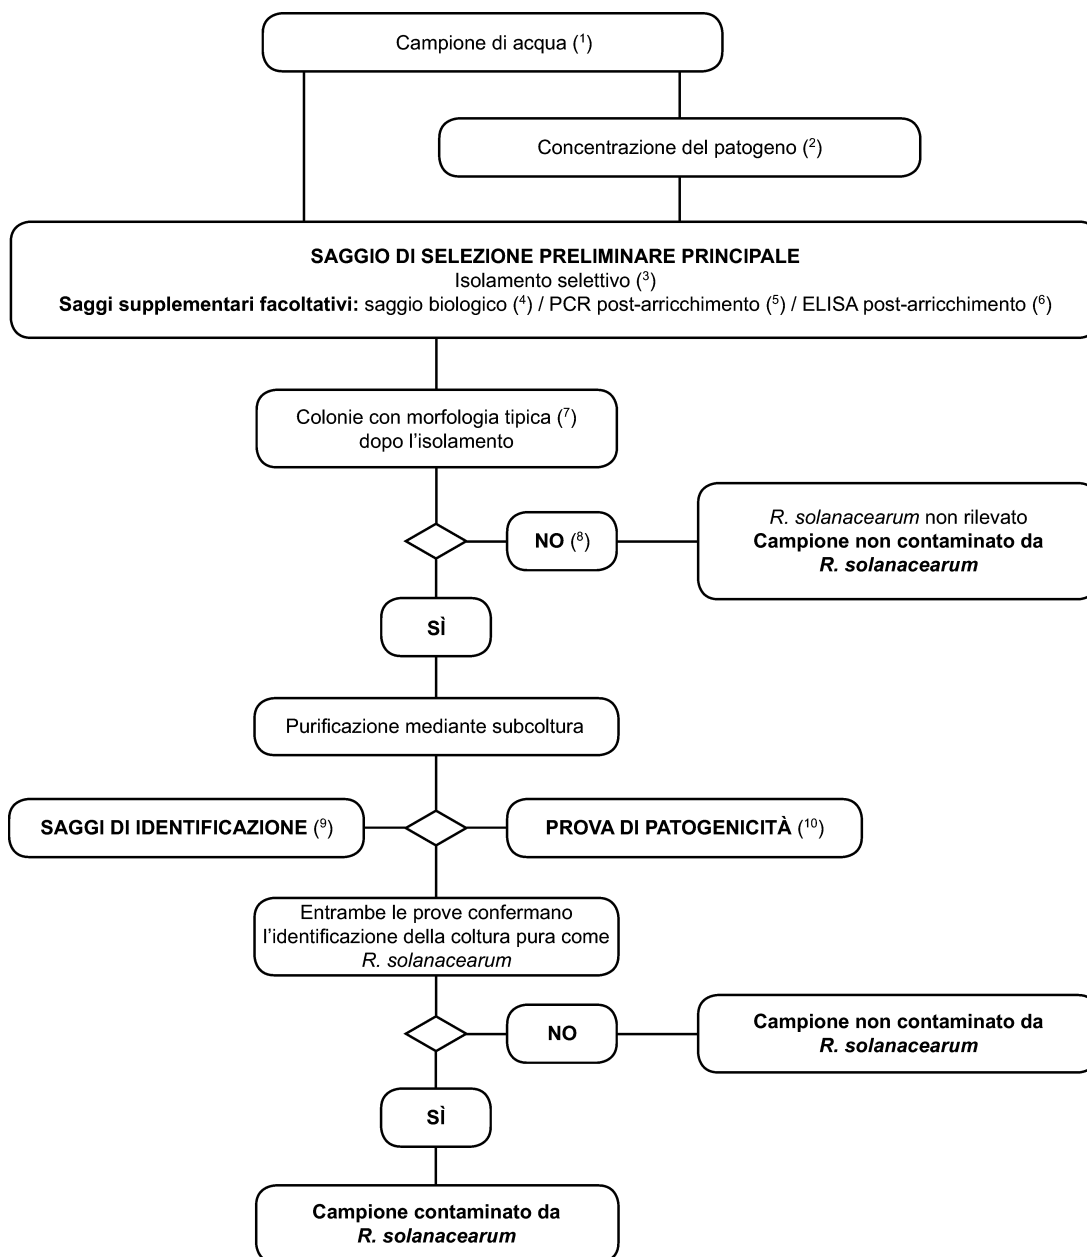 Campione di acqua (¹)
Concentrazione del patogeno (²)
SAGGIO DI SELEZIONE PRELIMINARE PRINCIPALE
Isolamento selettivo (³)
Saggi supplementari facoltativi: saggio biologico (⁴) / PCR post-arricchimento (⁵) / ELISA post-arricchimento (⁶)
Colonie con morfologia tipica (⁷)
dopo l’isolamento
NO (⁸)
R. solanacearum non rilevato
Campione non contaminato da
R. solanacearum
SÌ
Purificazione mediante subcoltura
SAGGI DI IDENTIFICAZIONE (⁹)
PROVA DI PATOGENICITÀ (¹⁰)
Entrambe le prove confermano
l’identificazione della coltura pura come
R. solanacearum
NO
Campione non contaminato da
R. solanacearum
SÌ
Campione contaminato da
R. solanacearum